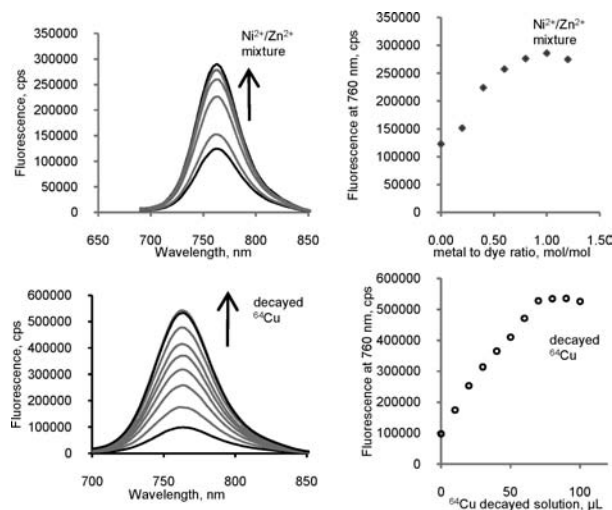 350000
300000
250000
200000
150000
100000
50000
0
Fluorescence, cps
Ni²⁺/Zn²⁺
mixture
650 700 750 800 850
Wavelength, nm
350000
300000
250000
200000
150000
100000
50000
0
Fluorescence at 760 nm, cps
Ni²⁺/Zn²⁺
mixture
0.00 0.50 1.00 1.50
metal to dye ratio, mol/mol
600000
500000
400000
300000
200000
100000
0
Fluorescence, cps
decayed
⁶⁴Cu
700 750 800 850
Wavelength, nm
600000
500000
400000
300000
200000
100000
0
Fluorescence at 760 nm, cps
decayed
⁶⁴Cu
0 50 100
⁶⁴Cu decayed solution, µL